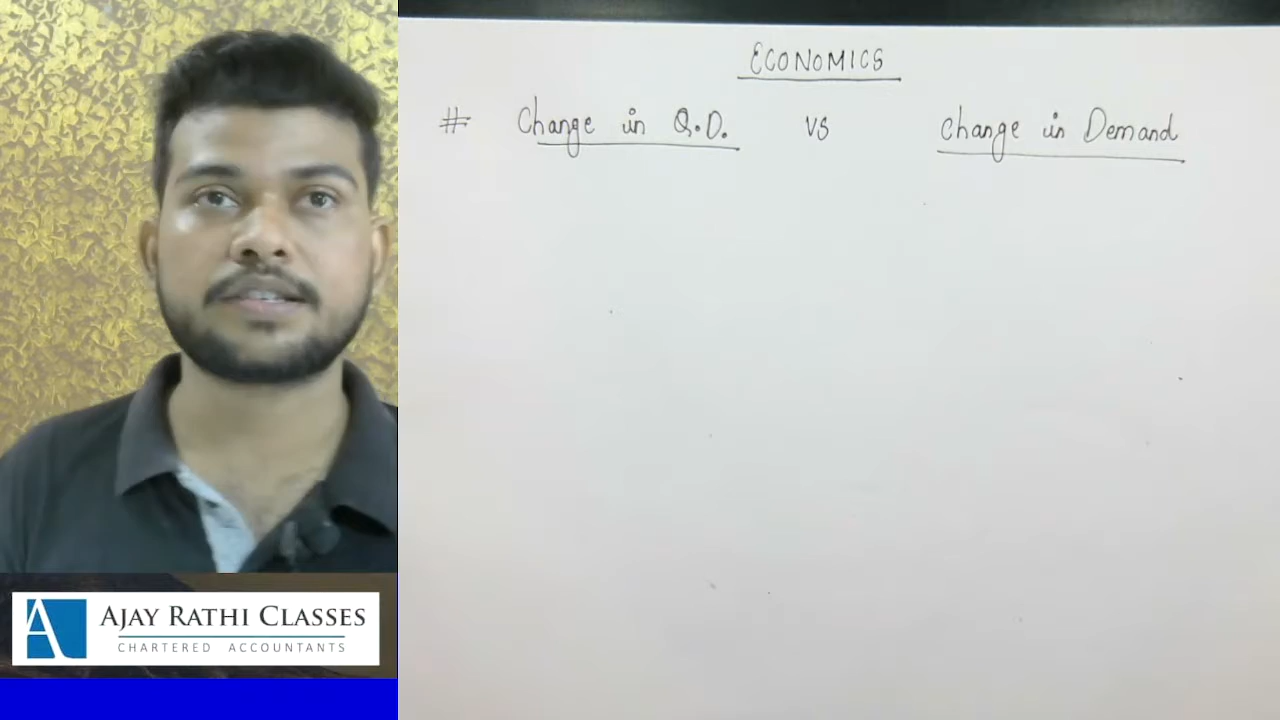 ECONOMICS
# Change in Q.D. VS Change in Demand
A
AJAY RATHI CLASSES
CHARTERED ACCOUNTANTS